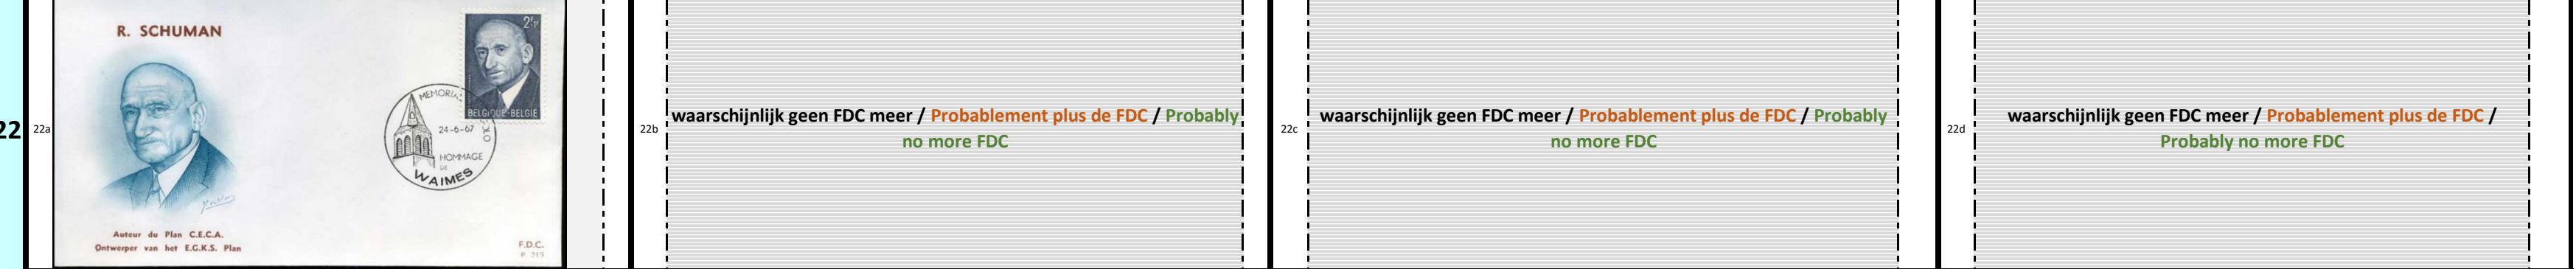 22
22a
R. SCHUMAN
2F+1F
BELGIQUE-BELGIE
MEMORIAL
24-6-67
HOMMAGE
DE
WAIMES
Auteur du Plan C.E.C.A.
Ontwerper van het E.G.K.S. Plan
F.D.C.
P. 215
22b
waarschijnlijk geen FDC meer / Probablement plus de FDC / Probably
no more FDC
22c
waarschijnlijk geen FDC meer / Probablement plus de FDC / Probably
no more FDC
22d
waarschijnlijk geen FDC meer / Probablement plus de FDC /
Probably no more FDC